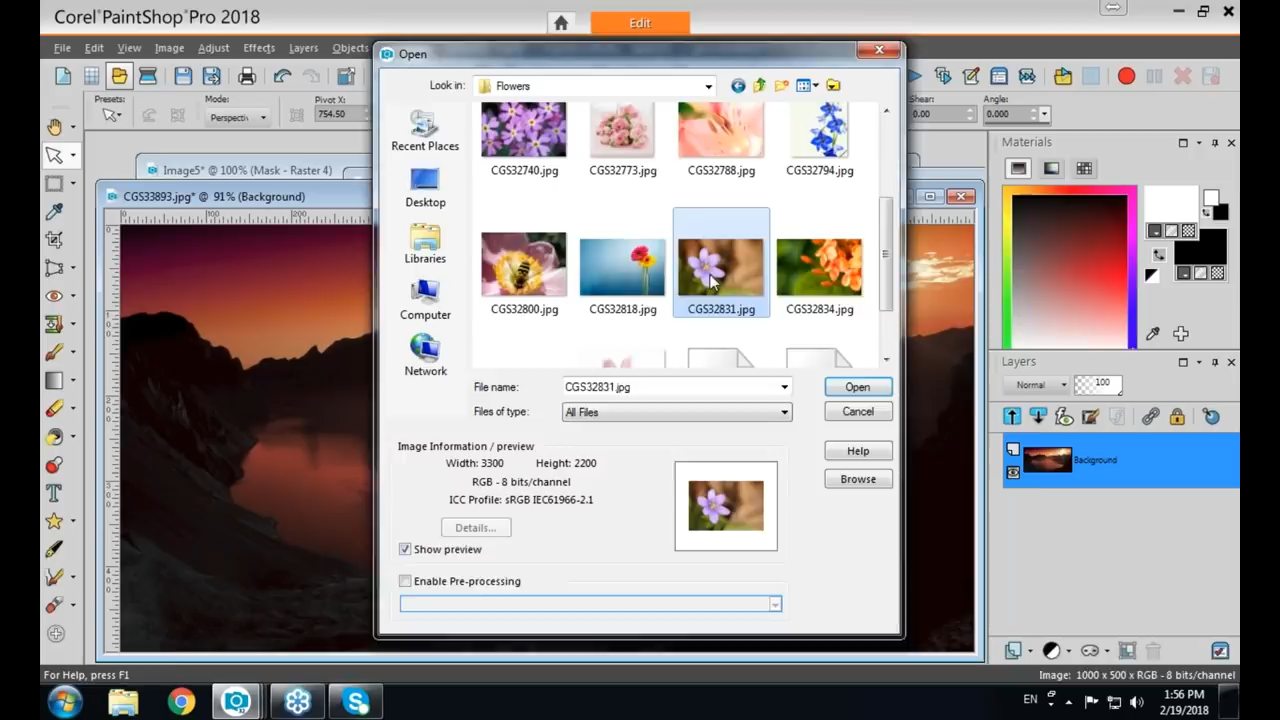 Corel PaintShop Pro 2018
Edit
File Edit View Image Adjust Effects Layers Objects
Presets:
Mode:
Perspecti
Pivot X:
754.50
Shear:
0.00
Angle:
0.000
Image5* @ 100% (Mask - Raster 4)
CGS33893.jpg* @ 91% (Background)
0 100 200
Open
Look in: Flowers
Recent Places
Desktop
Libraries
Computer
Network
CGS32740.jpg CGS32773.jpg CGS32788.jpg CGS32794.jpg
CGS32800.jpg CGS32818.jpg CGS32831.jpg CGS32834.jpg
File name: CGS32831.jpg
Files of type: All Files
Open
Cancel
Help
Browse
Image Information / preview
Width: 3300 Height: 2200
RGB - 8 bits/channel
ICC Profile: sRGB IEC61966-2.1
Details...
Show preview
Enable Pre-processing
Materials
Layers
Normal 100
Background
For Help, press F1
Image: 1000 x 500 x RGB - 8 bits/channel
EN
1:56 PM
2/19/2018